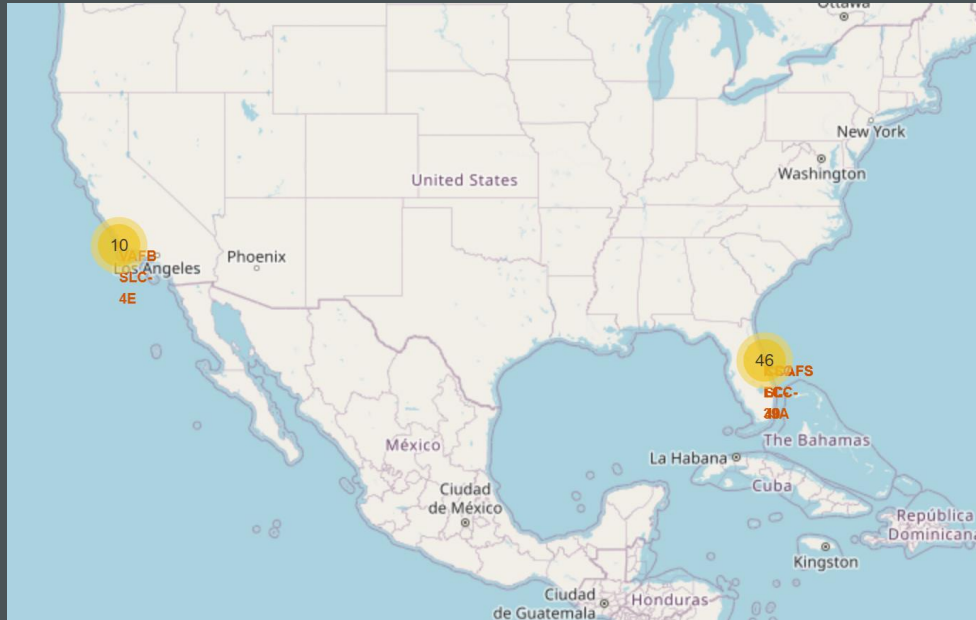 Ottawa
New York
Washington
United States
10
VAFB
SLC-
4E
Los Angeles
Phoenix
46
México
Ciudad
de México
La Habana
The Bahamas
Cuba
República
Dominicana
Kingston
Ciudad
de Guatemala
Honduras